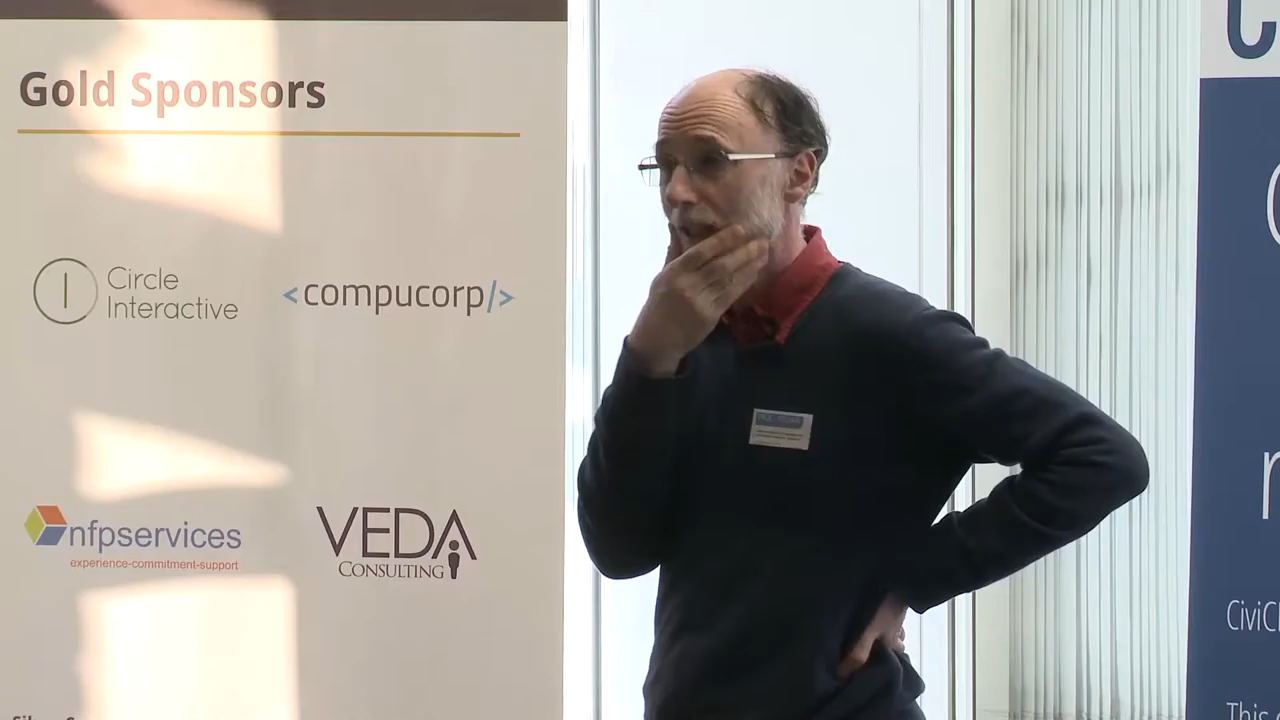 Gold Sponsors
Circle
Interactive
<compucorp/>
nfpservices
experience-commitment-support
VEDA
CONSULTING
CiviC
This